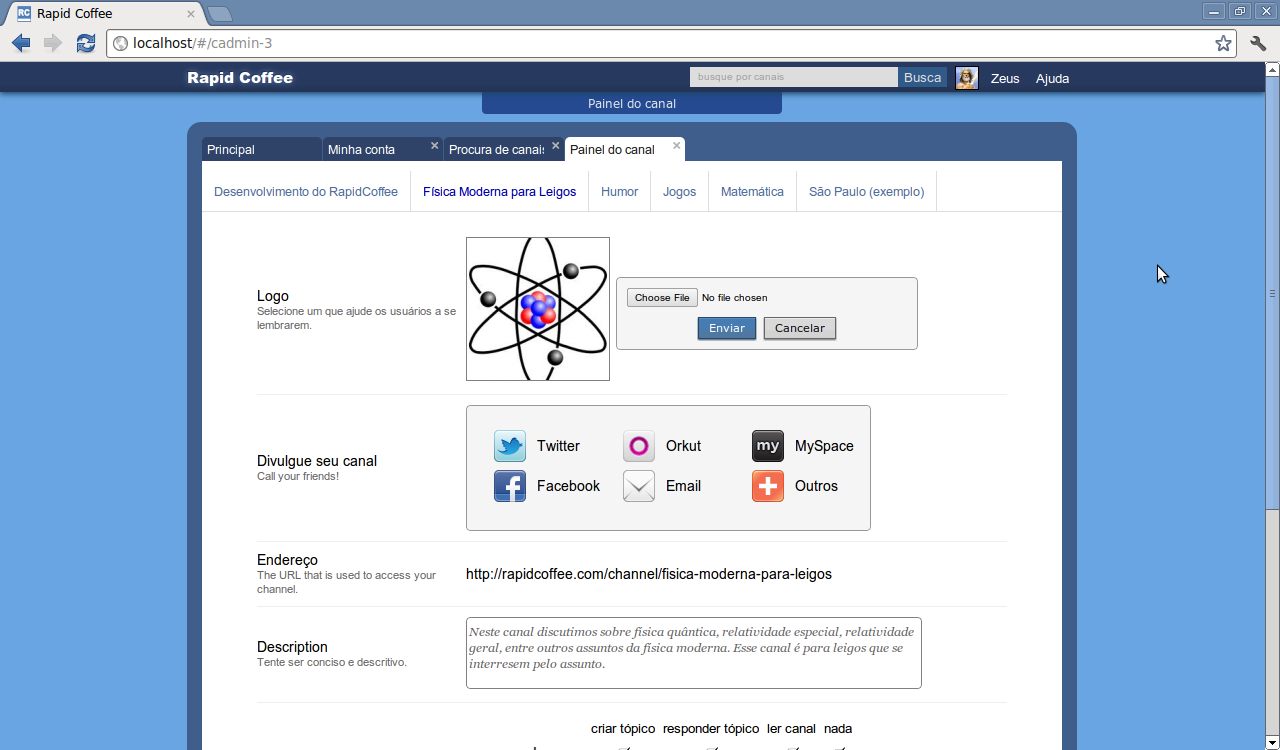 RC Rapid Coffee
localhost/#/cadmin-3
Rapid Coffee
busque por canais
Busca
Zeus
Ajuda
Painel do canal
Principal
Minha conta
Procura de canais
Painel do canal
Desenvolvimento do RapidCoffee
Física Moderna para Leigos
Humor
Jogos
Matemática
São Paulo (exemplo)
Logo
Selecione um que ajude os usuários a se
lembrarem.
Choose File No file chosen
Enviar Cancelar
Divulgue seu canal
Call your friends!
Twitter
Orkut
my MySpace
f Facebook
Email
Outros
Endereço
The URL that is used to access your
channel.
http://rapidcoffee.com/channel/fisica-moderna-para-leigos
Description
Tente ser conciso e descritivo.
Neste canal discutimos sobre física quântica, relatividade especial, relatividade
geral, entre outros assuntos da física moderna. Esse canal é para leigos que se
interresem pelo assunto.
criar tópico responder tópico ler canal nada